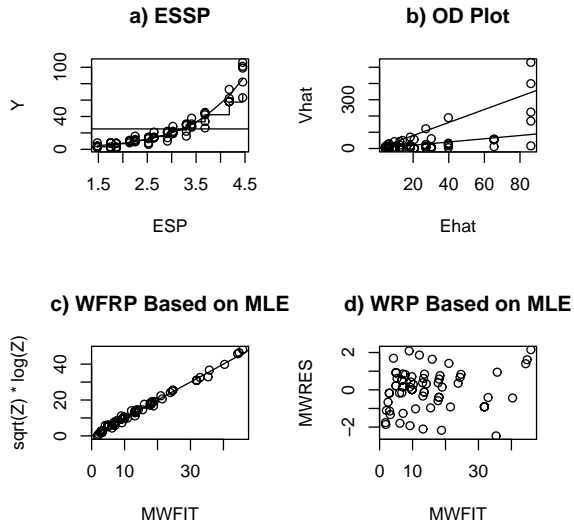 a) ESSP
Y
0 40 100
1.5 2.5 3.5 4.5
ESP
b) OD Plot
Vhat
0 300
20 40 60 80
Ehat
c) WFRP Based on MLE
sqrt(Z) * log(Z)
0 20 40
0 10 30
MWFIT
d) WRP Based on MLE
MWRES
−2 0 2
0 10 30
MWFIT